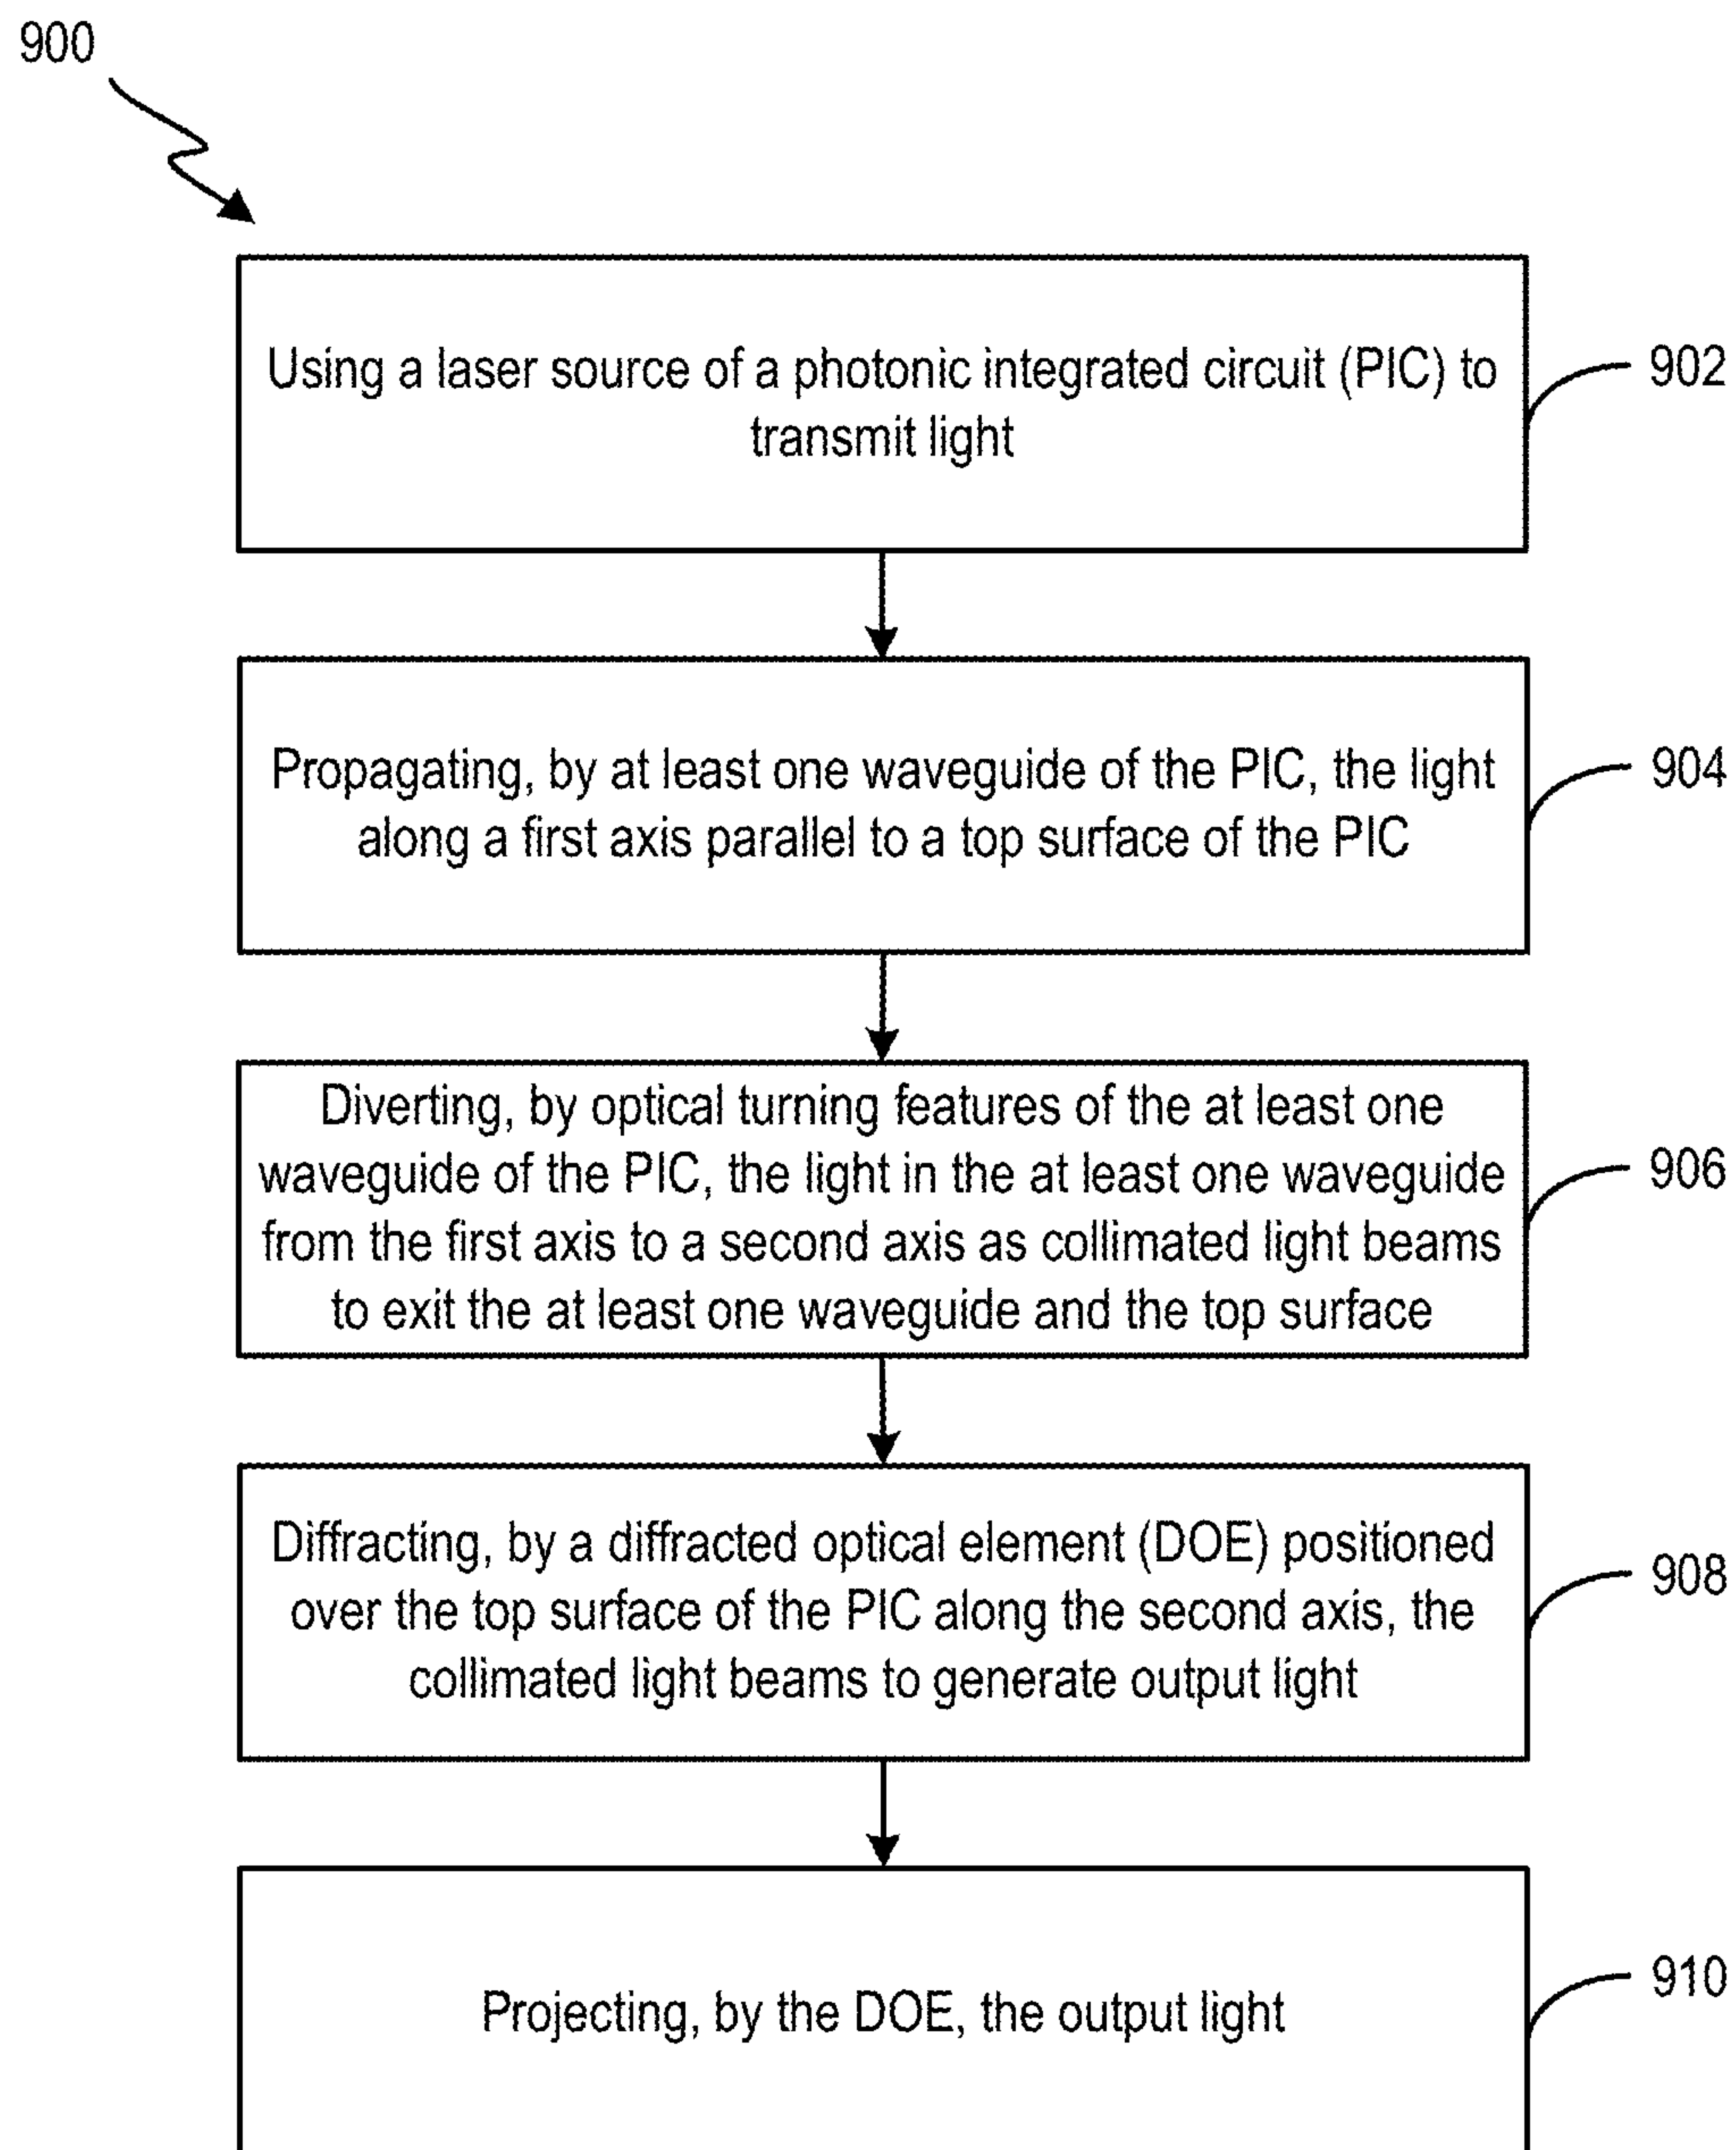 900
Using a laser source of a photonic integrated circuit (PIC) to
transmit light
902
Propagating, by at least one waveguide of the PIC, the light
along a first axis parallel to a top surface of the PIC
904
Diverting, by optical turning features of the at least one
waveguide of the PIC, the light in the at least one waveguide
from the first axis to a second axis as collimated light beams
to exit the at least one waveguide and the top surface
906
Diffracting, by a diffracted optical element (DOE) positioned
over the top surface of the PIC along the second axis, the
collimated light beams to generate output light
908
Projecting, by the DOE, the output light
910